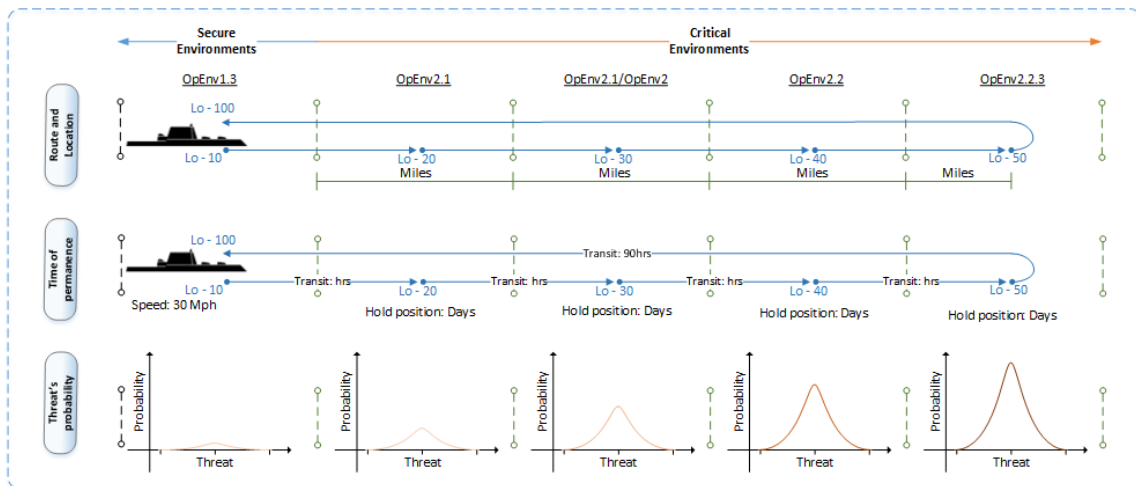 Secure
Environments
Critical
Environments
OpEnv1.3
OpEnv2.1
OpEnv2.1/OpEnv2
OpEnv2.2
OpEnv2.2.3
Route and
Location
Lo - 100
Lo - 10
Lo - 20
Lo - 30
Lo - 40
Lo - 50
Miles
Miles
Miles
Miles
Time of
permanence
Lo - 100
Transit: 90hrs
Lo - 10
Transit: hrs
Lo - 20
Transit: hrs
Lo - 30
Transit: hrs
Lo - 40
Transit: hrs
Lo - 50
Speed: 30 Mph
Hold position: Days
Hold position: Days
Hold position: Days
Hold position: Days
Threat's
probability
Probability
Threat
Probability
Threat
Probability
Threat
Probability
Threat
Probability
Threat